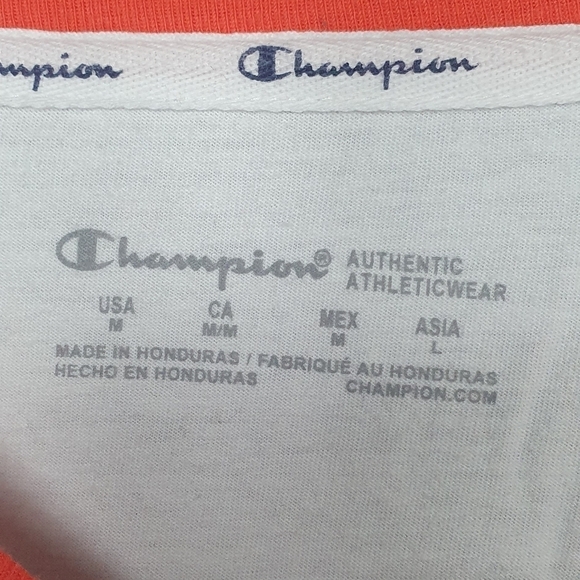 mpion Champion
Champion® AUTHENTIC
ATHLETICWEAR
USA CA MEX ASIA
M M/M M L
MADE IN HONDURAS / FABRIQUÉ AU HONDURAS
HECHO EN HONDURAS CHAMPION.COM